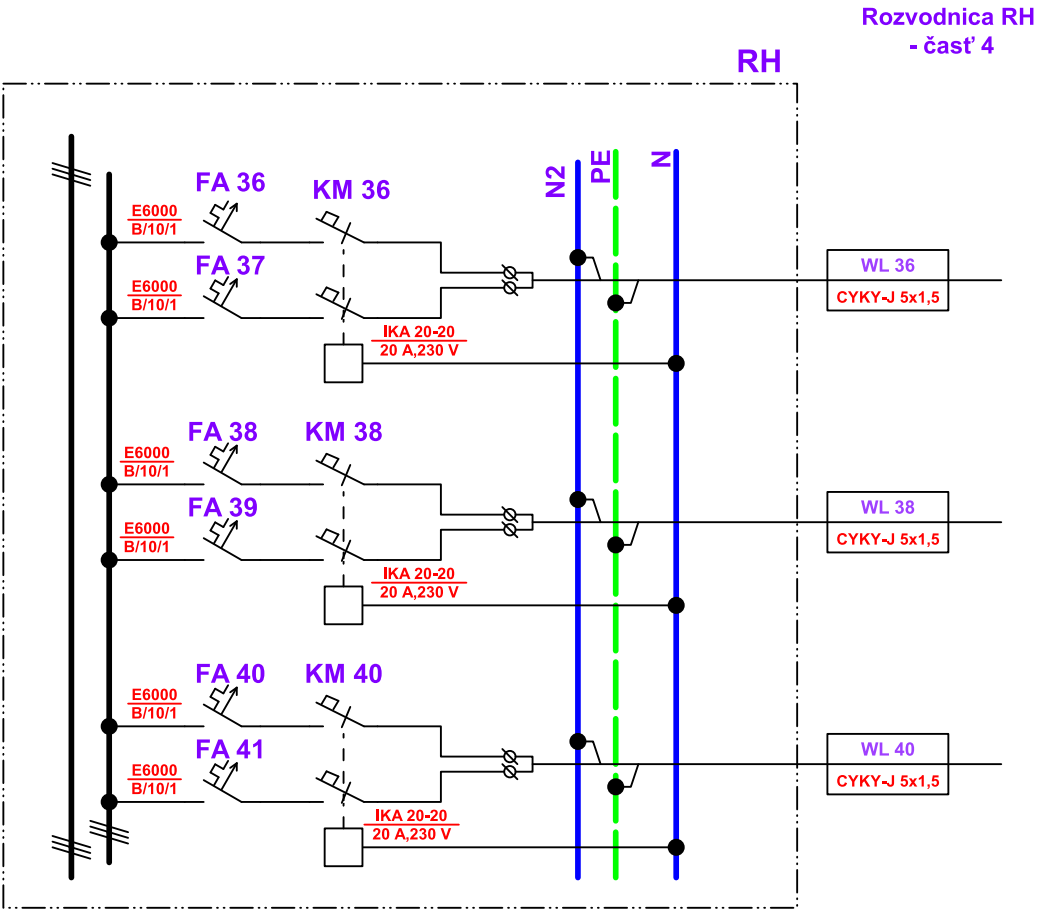 Rozvodnica RH
- časť 4
RH
N2
PE
N
FA 36
KM 36
E6000
B/10/1
FA 37
E6000
B/10/1
IKA 20-20
20 A,230 V
WL 36
CYKY-J 5x1,5
FA 38
KM 38
E6000
B/10/1
FA 39
E6000
B/10/1
IKA 20-20
20 A,230 V
WL 38
CYKY-J 5x1,5
FA 40
KM 40
E6000
B/10/1
FA 41
E6000
B/10/1
IKA 20-20
20 A,230 V
WL 40
CYKY-J 5x1,5